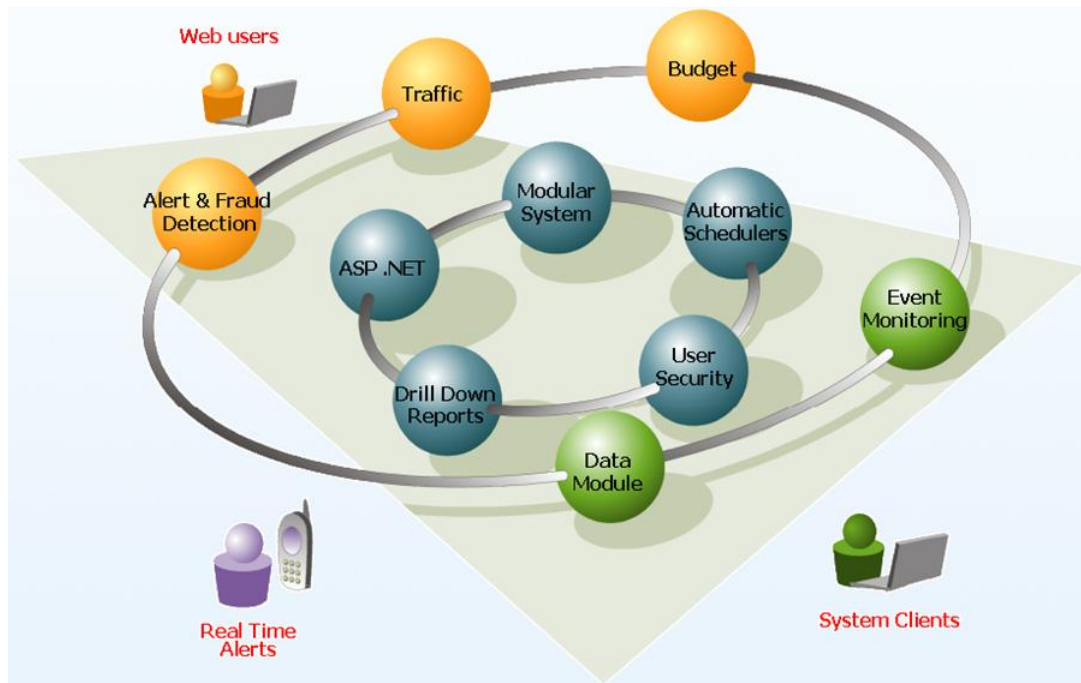 Web users
Traffic
Budget
Alert & Fraud
Detection
Modular
System
Automatic
Schedulers
ASP .NET
Event
Monitoring
User
Security
Drill Down
Reports
Data
Module
Real Time
Alerts
System Clients